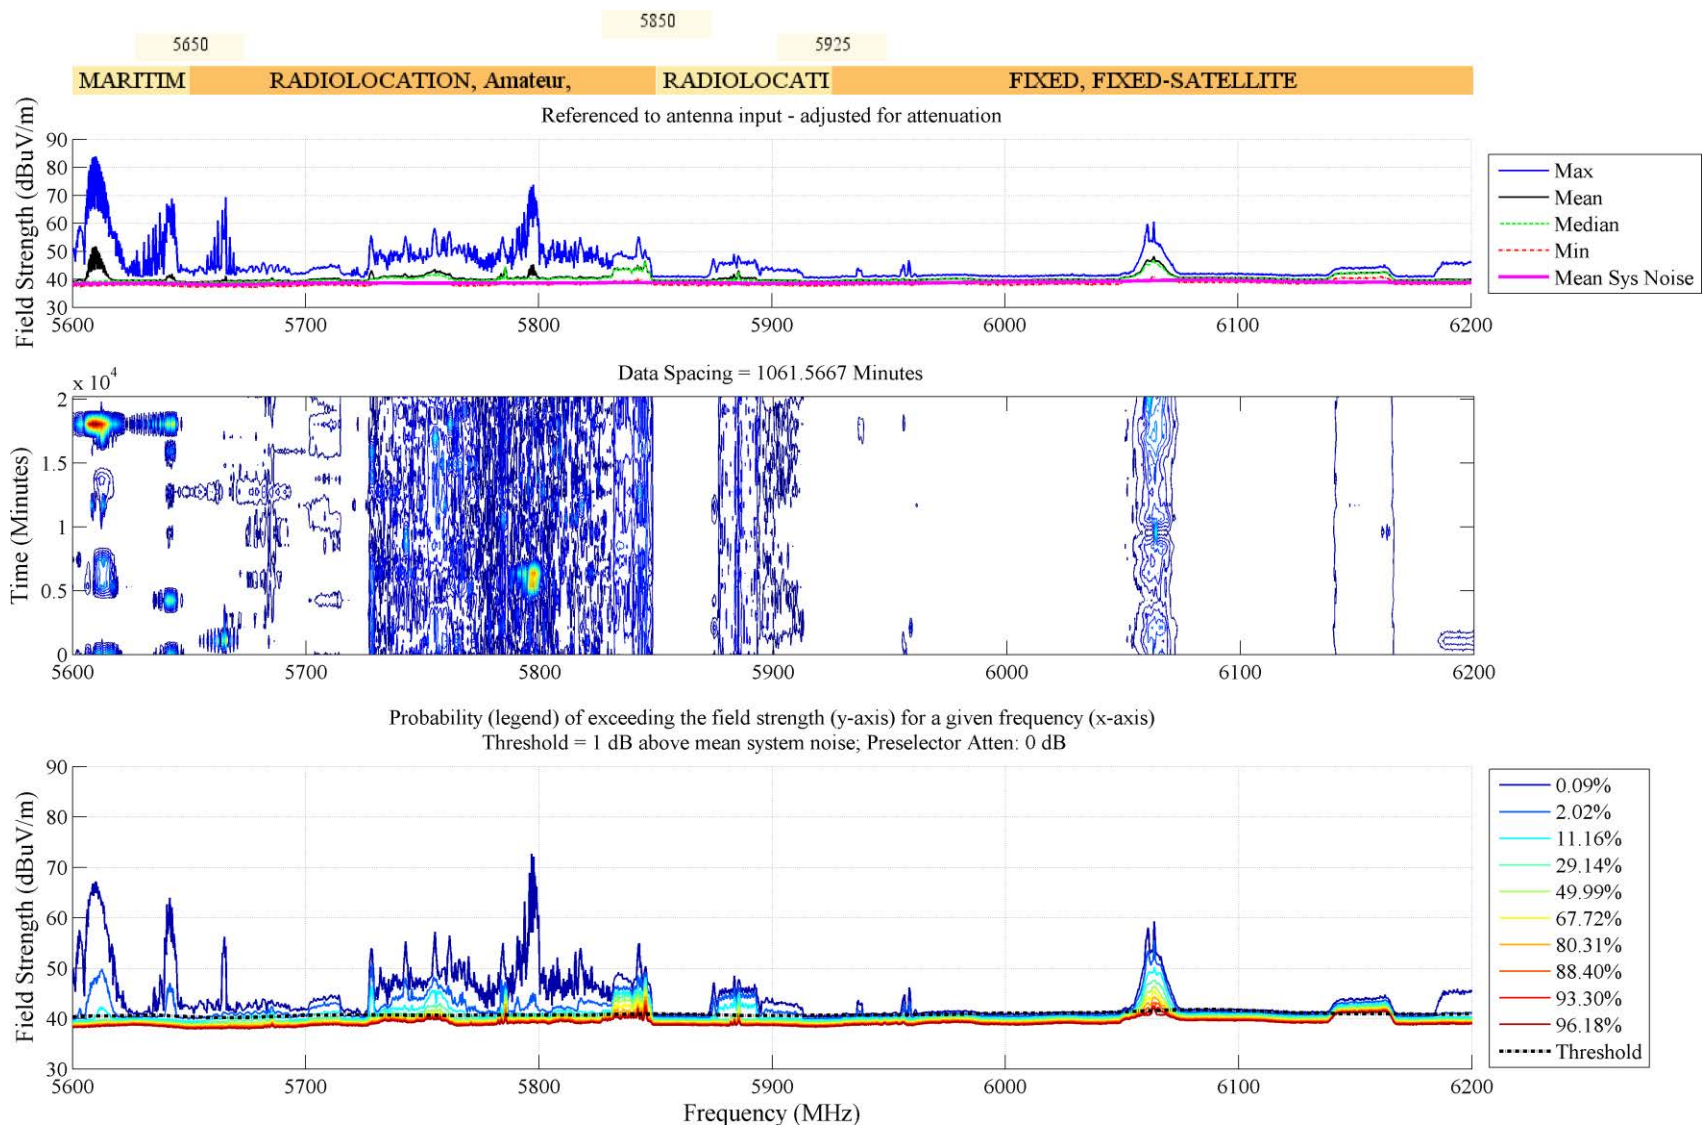 5850
5650
5925
MARITIM
RADIOLOCATION, Amateur,
RADIOLOCATI
FIXED, FIXED-SATELLITE
Referenced to antenna input - adjusted for attenuation
Field Strength (dBuV/m)
90
80
70
60
50
40
30
5600
5700
5800
5900
6000
6100
6200
Max
Mean
Median
Min
Mean Sys Noise
Data Spacing = 1061.5667 Minutes
x 10^4
Time (Minutes)
2
1.5
1
0.5
0
5600
5700
5800
5900
6000
6100
6200
Probability (legend) of exceeding the field strength (y-axis) for a given frequency (x-axis)
Threshold = 1 dB above mean system noise; Preselector Atten: 0 dB
Field Strength (dBuV/m)
90
80
70
60
50
40
30
5600
5700
5800
5900
6000
6100
6200
Frequency (MHz)
0.09%
2.02%
11.16%
29.14%
49.99%
67.72%
80.31%
88.40%
93.30%
96.18%
Threshold